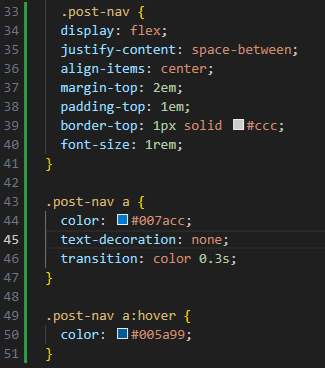 33 .post-nav {
34 display: flex;
35 justify-content: space-between;
36 align-items: center;
37 margin-top: 2em;
38 padding-top: 1em;
39 border-top: 1px solid #ccc;
40 font-size: 1rem;
41 }
42
43 .post-nav a {
44 color: #007acc;
45 text-decoration: none;
46 transition: color 0.3s;
47 }
48
49 .post-nav a:hover {
50 color: #005a99;
51 }